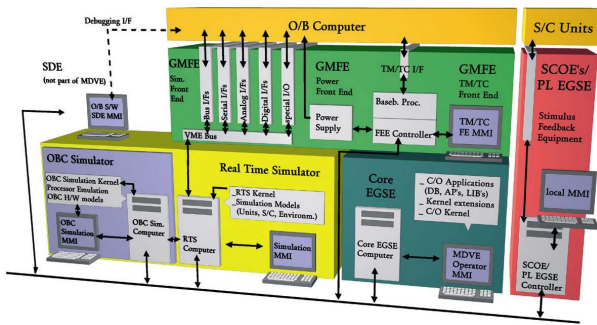 Debugging I/F
O/B Computer
S/C Units
SDE
(not part of MDVE)
O/B S/W
SDE MMI
GMFE
Sim.
Front
End
Bus I/Fs
Serial I/Fs
Analog I/Fs
Digital I/Fs
special I/O
VME Bus
GMFE
Power
Front End
Power
Supply
TM/TC I/F
Baseb. Proc.
FEE Controller
GMFE
TM/TC
Front End
TM/TC
FE MMI
SCOE's/
PL EGSE
Stimulus
Feedback
Equipment
local MMI
SCOE/
PL EGSE
Controller
OBC Simulator
OBC Simulation Kernel
Processor Emulation
OBC H/W models
OBC
Simulation
MMI
OBC Sim.
Computer
Real Time Simulator
_RTS Kernel
_Simulation Models
(Units, S/C, Environm.)
RTS
Computer
Simulation
MMI
Core
EGSE
_ C/O Applications
(DB, AP's, LIB's)
_ Kernel extensions
_ C/O Kernel
Core EGSE
Computer
MDVE
Operator
MMI